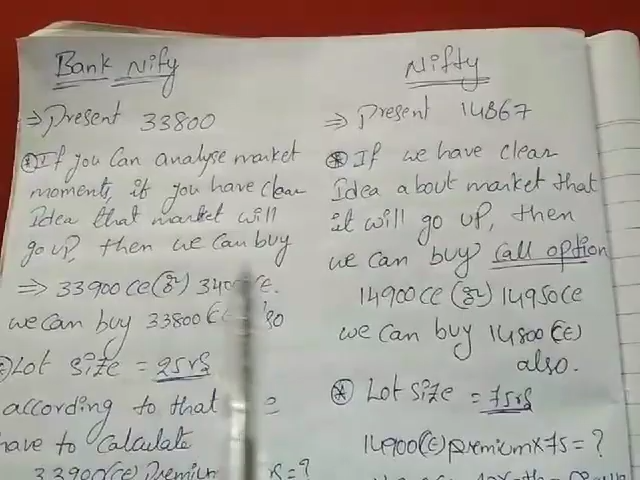 Bank Nifty
⇒ Present 33800
⊛ If you can analyse market
moments, if you have clear
Idea that market will
go up, then we can buy
⇒ 33900 CE (or)
we can buy 33800
Lot size = 25rs
according to that
have to calculate
33900(CE) Premium = ?
Nifty
⇒ Present 14867
⊛ If we have clear
Idea about market that
it will go up, then
we can buy call option
14900 CE (or) 14950 CE
we can buy 14800 (CE)
also.
⊛ Lot size = 75rs
14900(CE) premium x 75 = ?